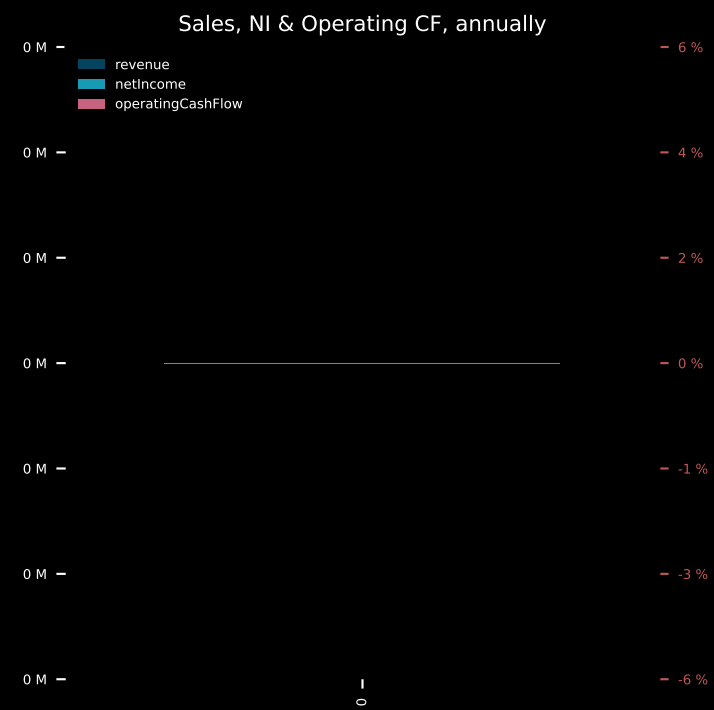 Sales, NI & Operating CF, annually
0 M
6 %
revenue
netIncome
operatingCashFlow
0 M
4 %
0 M
2 %
0 M
0 %
0 M
-1 %
0 M
-3 %
0 M
-6 %
0